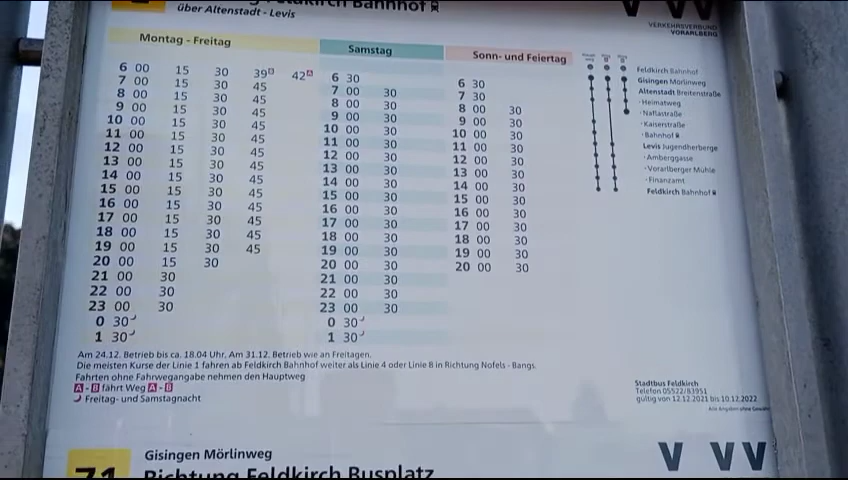 Feldkirch Bahnhof
über Altenstadt - Levis
VVV
VERKEHRSVERBUND
VORARLBERG
Montag - Freitag
6 00 15 30 39B 42A
7 00 15 30 45
8 00 15 30 45
9 00 15 30 45
10 00 15 30 45
11 00 15 30 45
12 00 15 30 45
13 00 15 30 45
14 00 15 30 45
15 00 15 30 45
16 00 15 30 45
17 00 15 30 45
18 00 15 30 45
19 00 15 30 45
20 00 15 30
21 00 30
22 00 30
23 00 30
0 30
1 30
Samstag
6 30
7 00 30
8 00 30
9 00 30
10 00 30
11 00 30
12 00 30
13 00 30
14 00 30
15 00 30
16 00 30
17 00 30
18 00 30
19 00 30
20 00 30
21 00 30
22 00 30
23 00 30
0 30
1 30
Sonn- und Feiertag
6 30
7 30
8 00 30
9 00 30
10 00 30
11 00 30
12 00 30
13 00 30
14 00 30
15 00 30
16 00 30
17 00 30
18 00 30
19 00 30
20 00 30
Feldkirch Bahnhof
Gisingen Mörlinweg
Altenstadt Breitenstraße
- Heimatweg
- Naflastraße
- Kaiserstraße
- Bahnhof
Levis Jugendherberge
- Amberggasse
- Vorarlberger Mühle
- Finanzamt
Feldkirch Bahnhof
Am 24.12. Betrieb bis ca. 18.04 Uhr, Am 31.12. Betrieb wie an Freitagen.
Die meisten Kurse der Linie 1 fahren ab Feldkirch Bahnhof weiter als Linie 4 oder Linie 8 in Richtung Nofels - Bangs.
Fahrten ohne Fahrwegangabe nehmen den Hauptweg
A - B fährt Weg A - B
Freitag- und Samstagnacht
Stadtbus Feldkirch
Telefon 05522/83951
gültig von 12.12.2021 bis 10.12.2022
Alle Angaben ohne Gewähr
71
Gisingen Mörlinweg
Richtung Feldkirch Busplatz
VVV